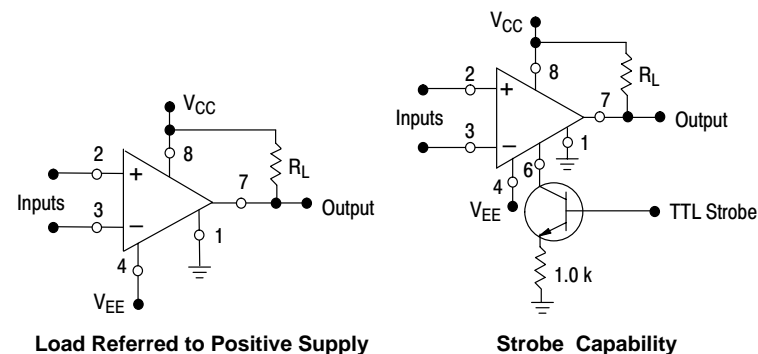 V_CC
8
2
+
Inputs
3
−
R_L
7
Output
1
4
V_EE
Load Referred to Positive Supply
V_CC
8
2
+
Inputs
3
−
R_L
7
Output
1
6
4
V_EE
TTL Strobe
1.0 k
Strobe Capability